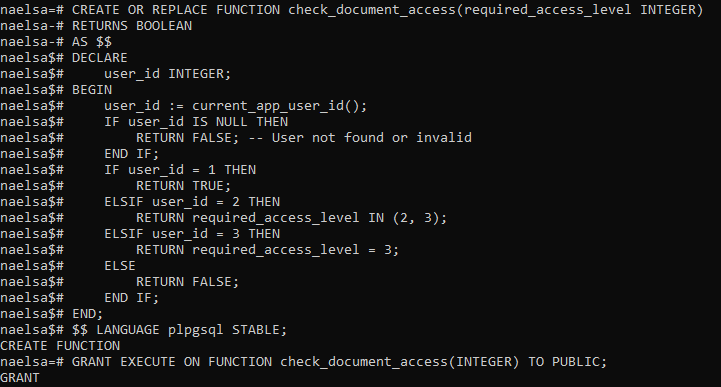 naelsa=# CREATE OR REPLACE FUNCTION check_document_access(required_access_level INTEGER)
naelsa-# RETURNS BOOLEAN
naelsa-# AS $$
naelsa$# DECLARE
naelsa$#     user_id INTEGER;
naelsa$# BEGIN
naelsa$#     user_id := current_app_user_id();
naelsa$#     IF user_id IS NULL THEN
naelsa$#         RETURN FALSE; -- User not found or invalid
naelsa$#     END IF;
naelsa$#     IF user_id = 1 THEN
naelsa$#         RETURN TRUE;
naelsa$#     ELSIF user_id = 2 THEN
naelsa$#         RETURN required_access_level IN (2, 3);
naelsa$#     ELSIF user_id = 3 THEN
naelsa$#         RETURN required_access_level = 3;
naelsa$#     ELSE
naelsa$#         RETURN FALSE;
naelsa$#     END IF;
naelsa$# END;
naelsa$# $$ LANGUAGE plpgsql STABLE;
CREATE FUNCTION
naelsa=# GRANT EXECUTE ON FUNCTION check_document_access(INTEGER) TO PUBLIC;
GRANT